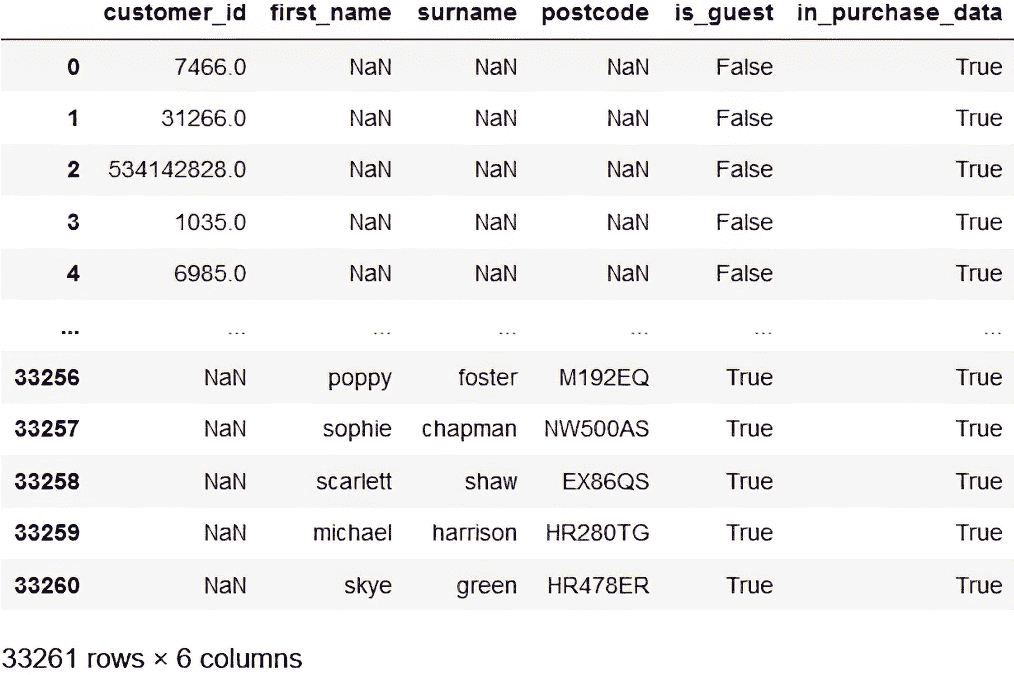 customer_id first_name surname postcode is_guest in_purchase_data
0 7466.0 NaN NaN NaN False True
1 31266.0 NaN NaN NaN False True
2 534142828.0 NaN NaN NaN False True
3 1035.0 NaN NaN NaN False True
4 6985.0 NaN NaN NaN False True
... ... ... ... ... ... ...
33256 NaN poppy foster M192EQ True True
33257 NaN sophie chapman NW500AS True True
33258 NaN scarlett shaw EX86QS True True
33259 NaN michael harrison HR280TG True True
33260 NaN skye green HR478ER True True
33261 rows × 6 columns